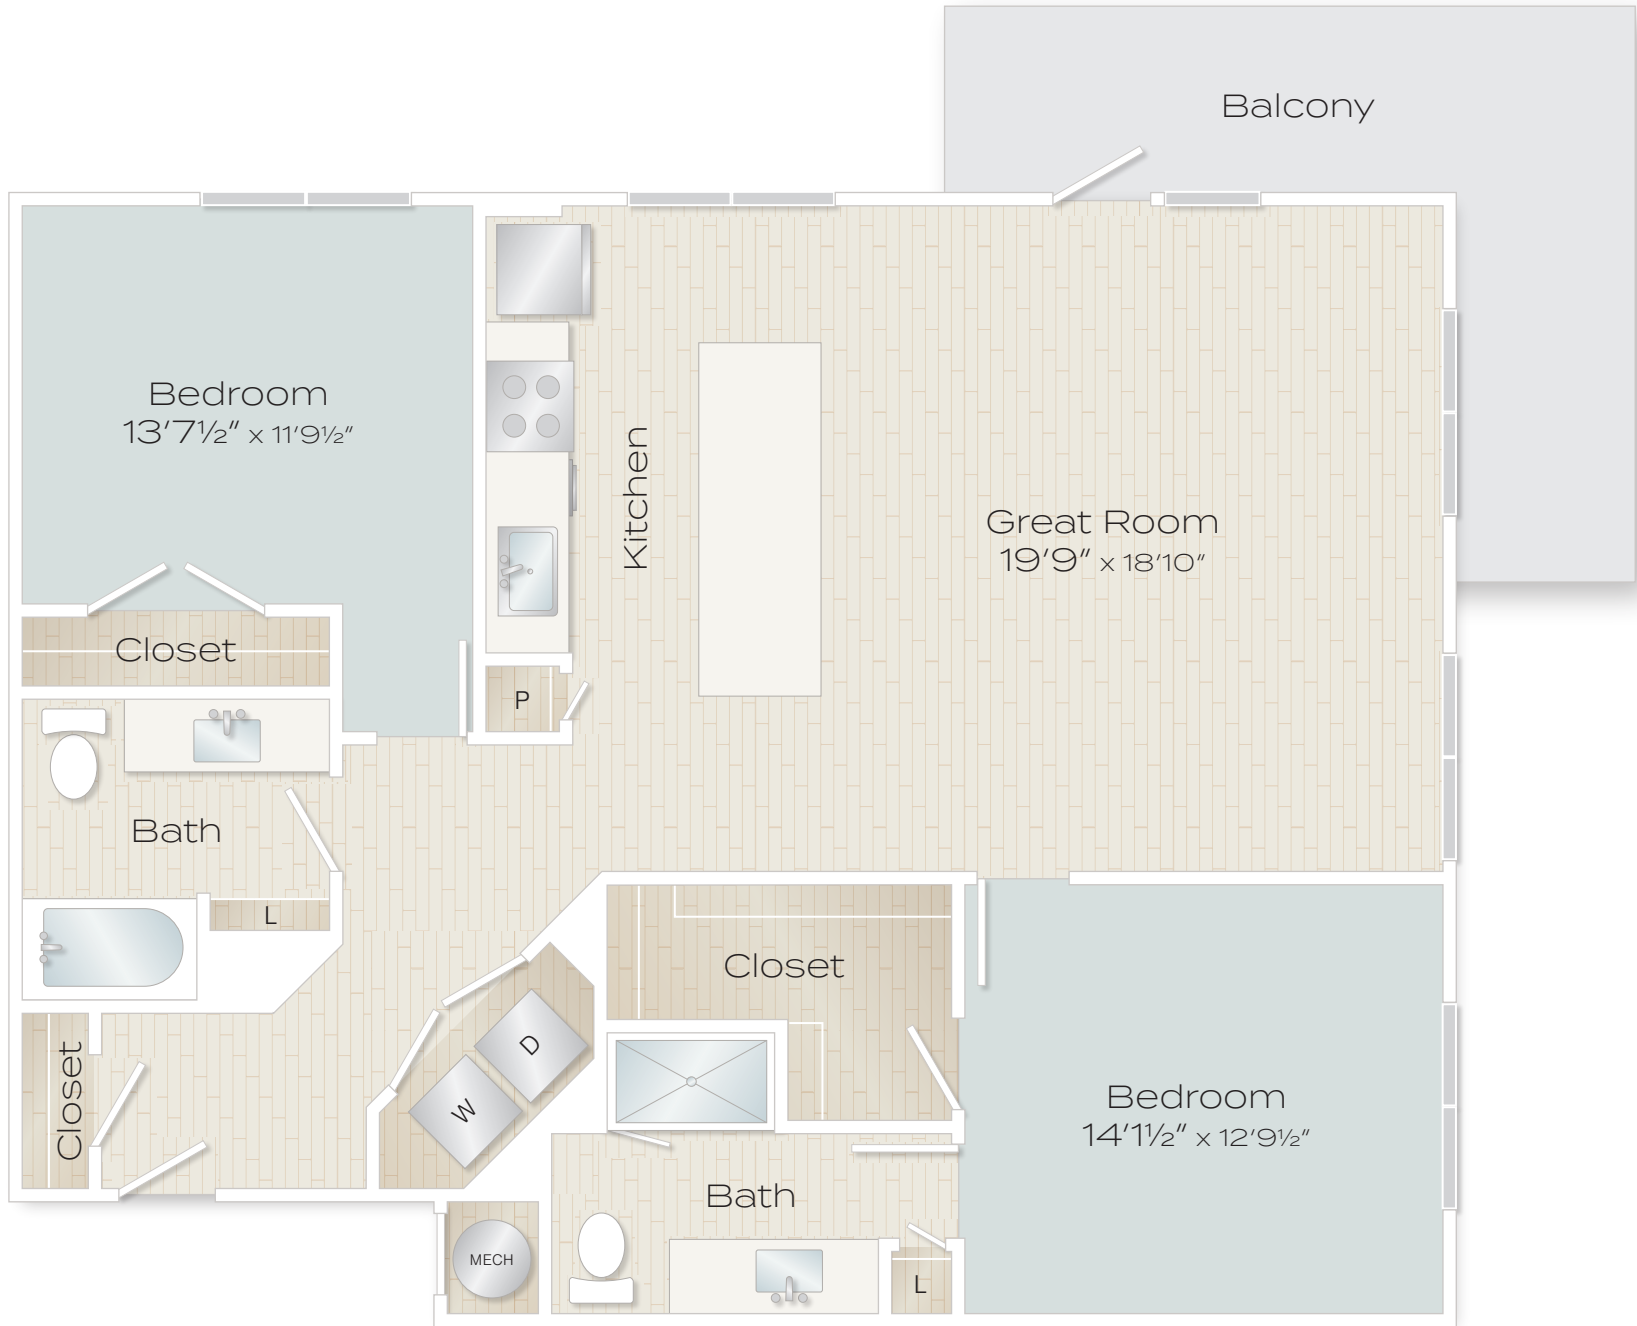 Balcony
Bedroom
13'7½" x 11'9½"
Kitchen
Great Room
19'9" x 18'10"
Closet
P
Bath
L
Closet
Closet
D
W
Bedroom
14'1½" x 12'9½"
Bath
MECH
L